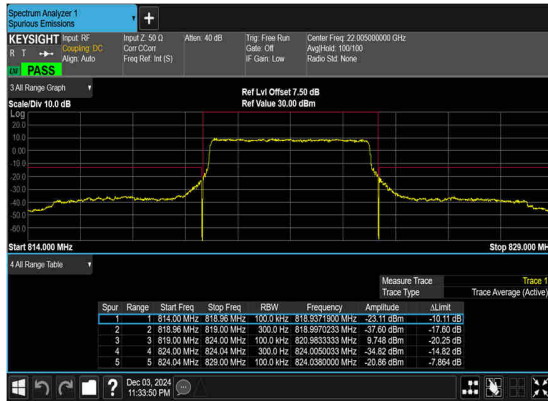 Spectrum Analyzer 1
Spurious Emissions
KEYSIGHT Input: RF Input Z: 50 Ω Atten: 40 dB Trig: Free Run Center Freq: 22.005000000 GHz
R T Coupling: DC Corr CCorr Gate: Off Avg|Hold: 100/100
Align: Auto Freq Ref: Int (S) IF Gain: Low Radio Std: None
PASS
3 All Range Graph Ref Lvl Offset 7.50 dB
Scale/Div 10.0 dB Ref Value 30.00 dBm
Log
20.0
10.0
0.00
-10.0
-20.0
-30.0
-40.0
-50.0
-60.0
Start 814.000 MHz Stop 829.000 MH
4 All Range Table
Measure Trace Trace 1
Trace Type Trace Average (Active)
Spur Range Start Freq Stop Freq RBW Frequency Amplitude ΔLimit
1 1 814.00 MHz 818.96 MHz 100.0 kHz 818.9371900 MHz -23.11 dBm -10.11 dB
2 2 818.96 MHz 819.00 MHz 300.0 Hz 818.9970233 MHz -37.60 dBm -17.60 dB
3 3 819.00 MHz 824.00 MHz 100.0 kHz 820.9833333 MHz 9.748 dBm -20.25 dB
4 4 824.00 MHz 824.04 MHz 300.0 Hz 824.0050033 MHz -34.82 dBm -14.82 dB
5 5 824.04 MHz 829.00 MHz 100.0 kHz 824.0380000 MHz -20.86 dBm -7.864 dB
Dec 03, 2024
11:33:50 PM